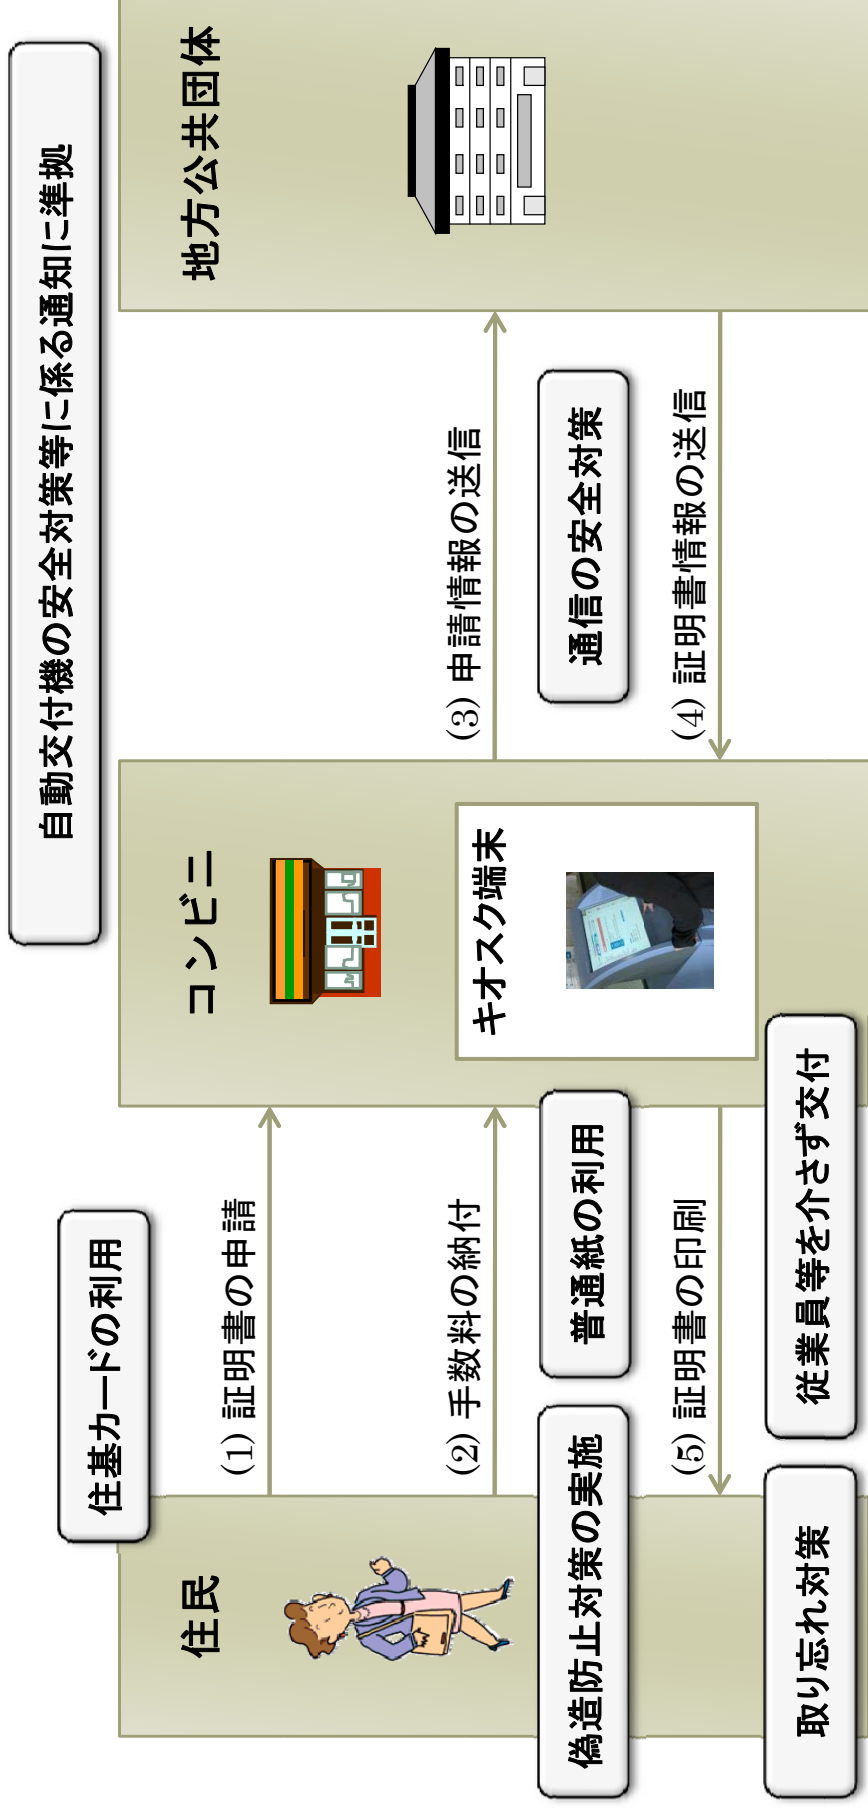 自動交付機の安全対策等に係る通知に準拠
住基カードの利用
住民
コンビニ
地方公共団体
(1) 証明書の申請
(2) 手数料の納付
(3) 申請情報の送信
キオスク端末
偽造防止対策の実施
普通紙の利用
通信の安全対策
(5) 証明書の印刷
(4) 証明書情報の送信
取り忘れ対策
従業員等を介さず交付